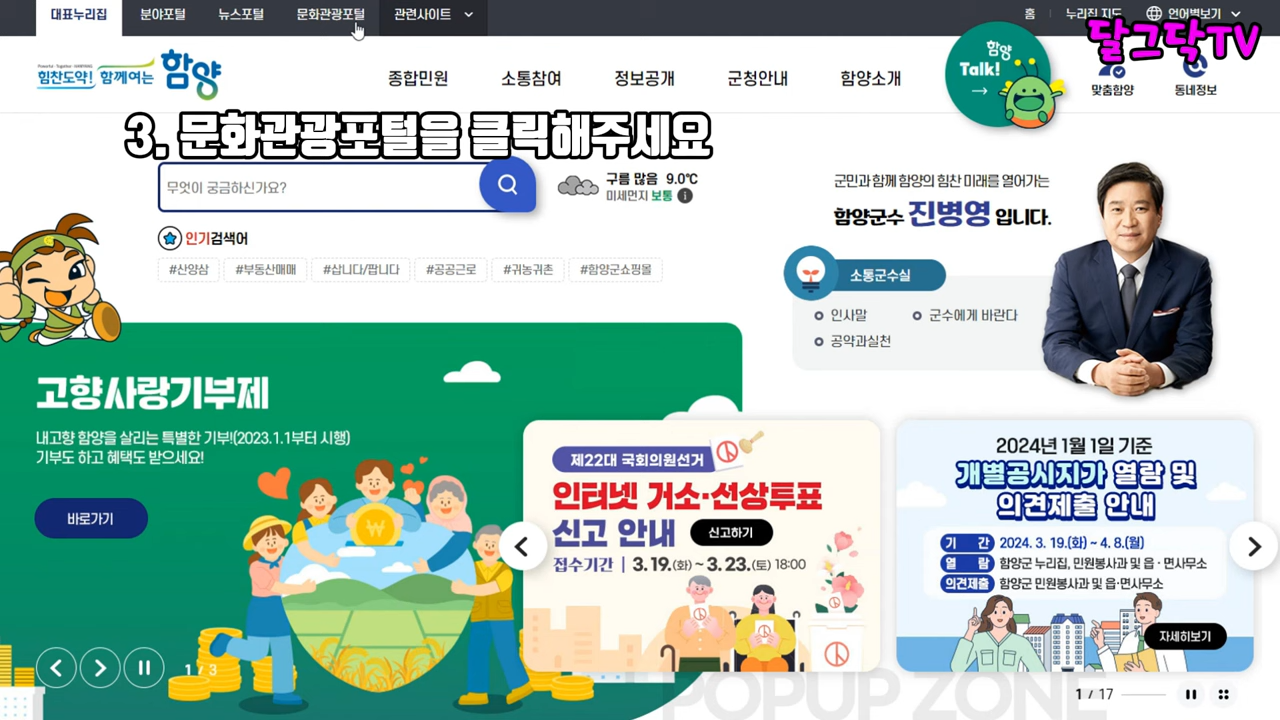 대표누리집 분야포털 뉴스포털 문화관광포털 관련사이트 홈 누리집 지도 언어별보기
달그닥TV
힘찬도약! 함께여는 함양
종합민원 소통참여 정보공개 군청안내 함양소개
함양
Talk!
맞춤함양 동네정보
3. 문화관광포털을 클릭해주세요
무엇이 궁금하신가요?
구름 많음 9.0℃
미세먼지 보통
인기검색어
#산양삼 #부동산매매 #삽니다/팝니다 #공공근로 #귀농귀촌 #함양군쇼핑몰
군민과 함께 함양의 힘찬 미래를 열어가는
함양군수 진병영 입니다.
소통군수실
인사말 군수에게 바란다
공약과실천
고향사랑기부제
내고향 함양을 살리는 특별한 기부!(2023.1.1부터 시행)
기부도 하고 혜택도 받으세요!
바로가기
1 / 3
제22대 국회의원선거
인터넷 거소·선상투표
신고 안내 신고하기
접수기간 | 3. 19.(화) ~ 3. 23.(토) 18:00
2024년 1월 1일 기준
개별공시지가 열람 및
의견제출 안내
기 간 2024. 3. 19.(화) ~ 4. 8.(월)
열 람 함양군 누리집, 민원봉사과 및 읍·면사무소
의견제출 함양군 민원봉사과 및 읍·면사무소
자세히보기
POPUP ZONE
1 / 17